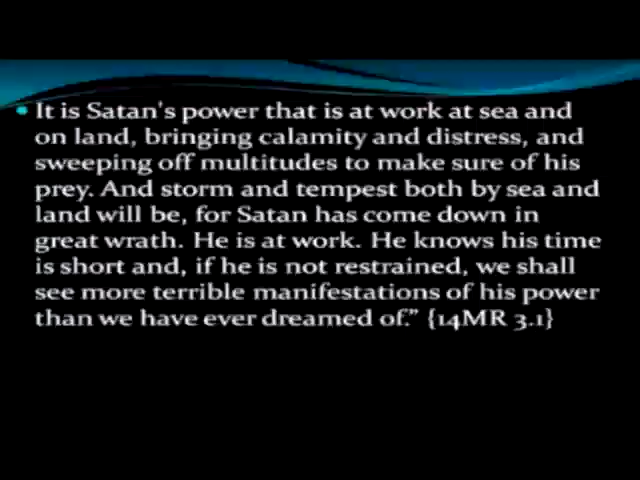 • It is Satan's power that is at work at sea and
on land, bringing calamity and distress, and
sweeping off multitudes to make sure of his
prey. And storm and tempest both by sea and
land will be, for Satan has come down in
great wrath. He is at work. He knows his time
is short and, if he is not restrained, we shall
see more terrible manifestations of his power
than we have ever dreamed of.” {14MR 3.1}